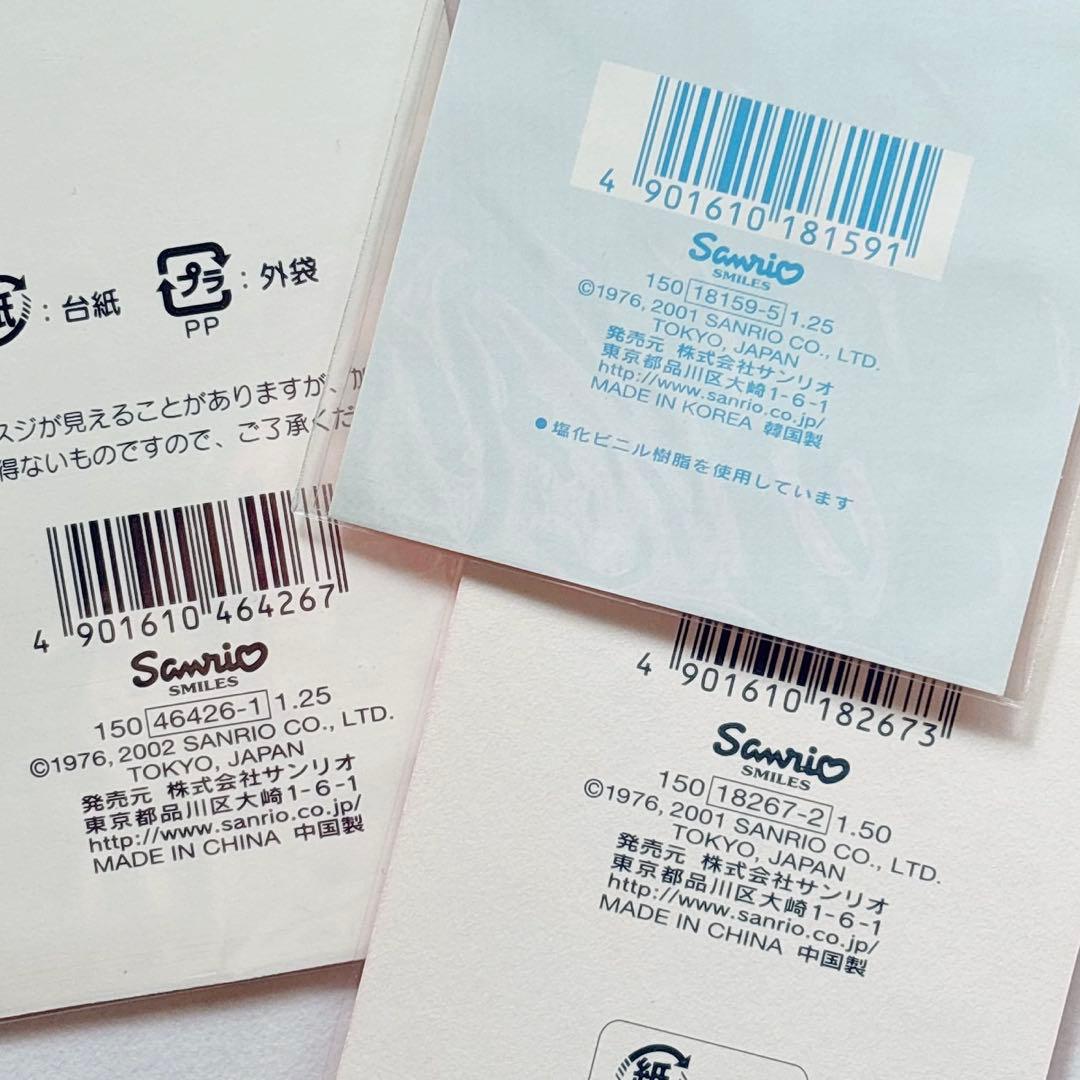 4 901610 181591
Sanrio
SMILES
150 18159-5 1.25
©1976, 2001 SANRIO CO., LTD.
TOKYO, JAPAN
発売元 株式会社サンリオ
東京都品川区大崎1-6-1
http://www.sanrio.co.jp/
MADE IN KOREA 韓国製
●塩化ビニル樹脂を使用しています
紙:台紙
プラ:外袋
PP
スジが見えることがありますが、
得ないものですので、ご了承くだ
4 901610 464267
Sanrio
SMILES
150 46426-1 1.25
©1976, 2002 SANRIO CO., LTD.
TOKYO, JAPAN
発売元 株式会社サンリオ
東京都品川区大崎1-6-1
http://www.sanrio.co.jp/
MADE IN CHINA 中国製
4 901610 182673
Sanrio
SMILES
150 18267-2 1.50
©1976, 2001 SANRIO CO., LTD.
TOKYO, JAPAN
発売元 株式会社サンリオ
東京都品川区大崎1-6-1
http://www.sanrio.co.jp/
MADE IN CHINA 中国製
紙